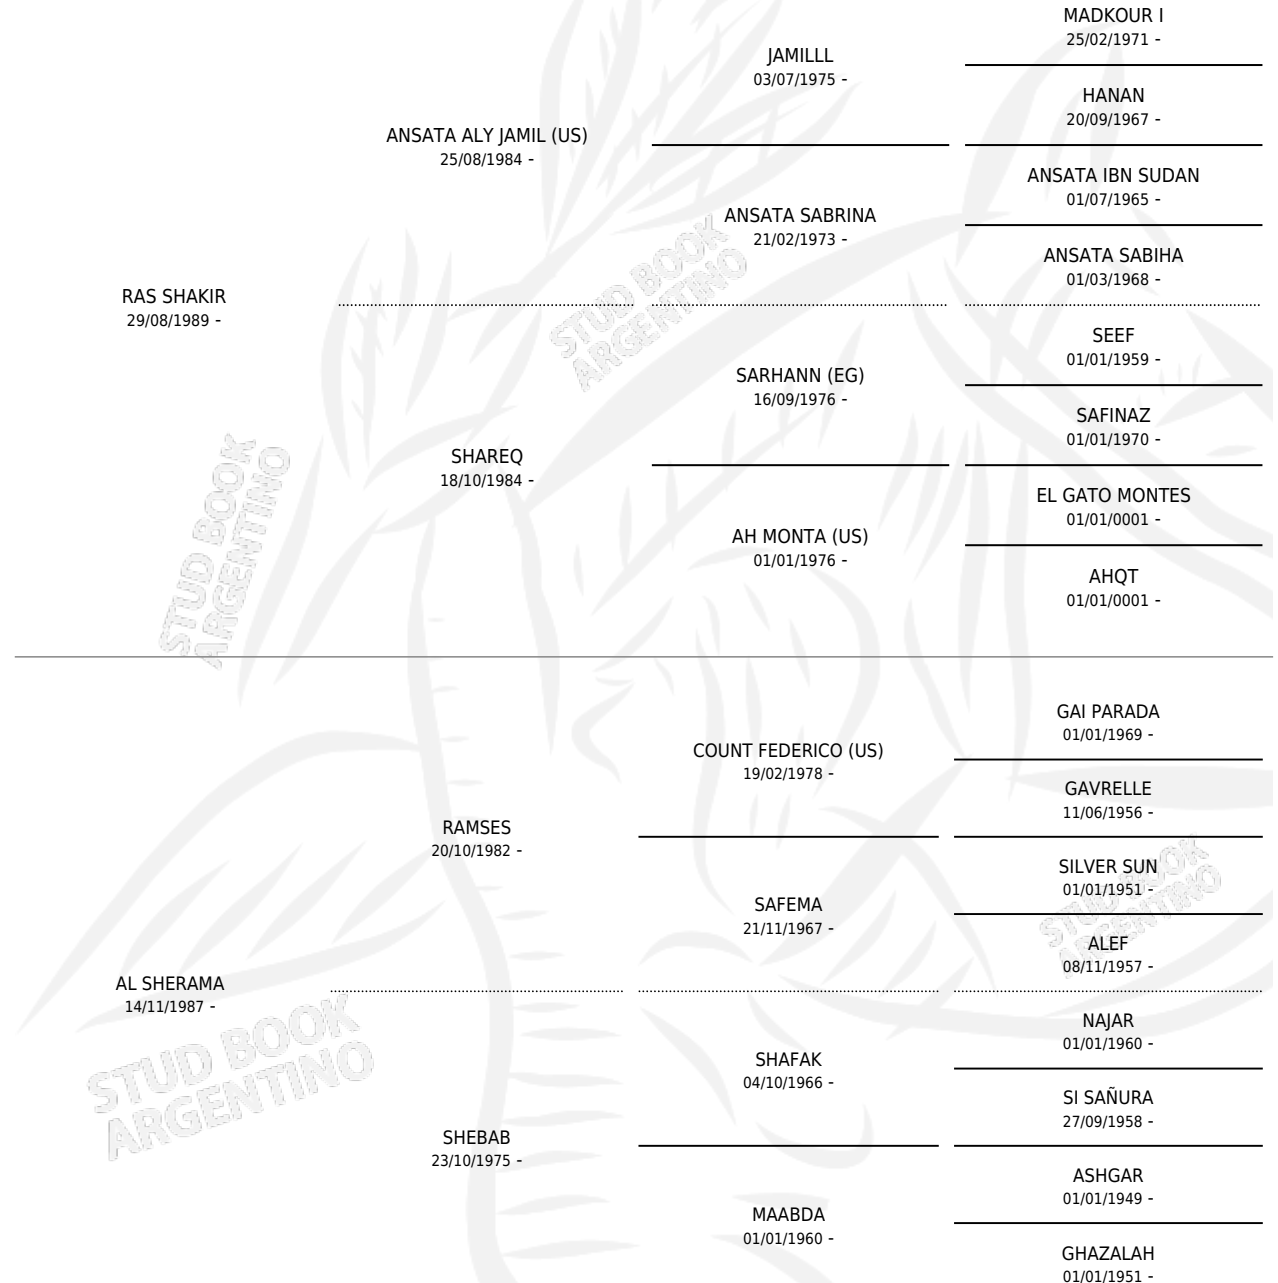 MADKOUR I
25/02/1971 -
JAMILLL
03/07/1975 -
HANAN
20/09/1967 -
ANSATA ALY JAMIL (US)
25/08/1984 -
ANSATA IBN SUDAN
01/07/1965 -
ANSATA SABRINA
21/02/1973 -
ANSATA SABIHA
01/03/1968 -
RAS SHAKIR
29/08/1989 -
SEEF
01/01/1959 -
SARHANN (EG)
16/09/1976 -
SAFINAZ
01/01/1970 -
SHAREQ
18/10/1984 -
EL GATO MONTES
01/01/0001 -
AH MONTA (US)
01/01/1976 -
AHQT
01/01/0001 -
GAI PARADA
01/01/1969 -
COUNT FEDERICO (US)
19/02/1978 -
GAVRELLE
11/06/1956 -
RAMSES
20/10/1982 -
SILVER SUN
01/01/1951 -
SAFEMA
21/11/1967 -
ALEF
08/11/1957 -
AL SHERAMA
14/11/1987 -
NAJAR
01/01/1960 -
SHAFAK
04/10/1966 -
SI SAÑURA
27/09/1958 -
SHEBAB
23/10/1975 -
ASHGAR
01/01/1949 -
MAABDA
01/01/1960 -
GHAZALAH
01/01/1951 -
STUD BOOK
ARGENTINO
STUD BOOK
ARGENTINO
STUD BOOK
ARGENTINO
STUD BOOK
ARGENTINO